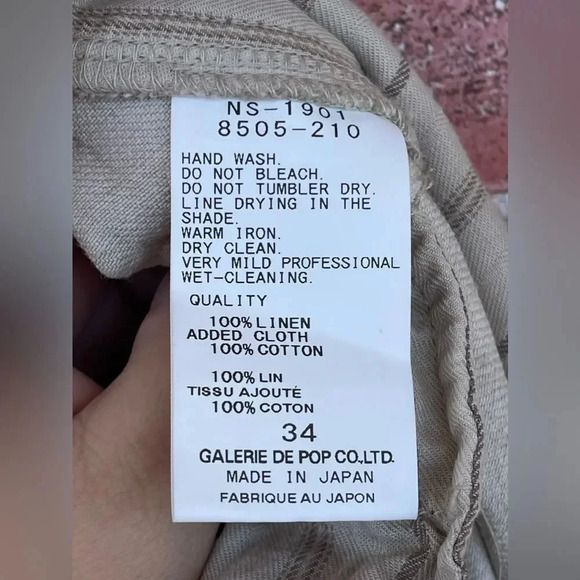 NS-1961
8505-210
HAND WASH.
DO NOT BLEACH.
DO NOT TUMBLER DRY.
LINE DRYING IN THE
SHADE.
WARM IRON.
DRY CLEAN.
VERY MILD PROFESSIONAL
WET-CLEANING.
QUALITY
100% LINEN
ADDED CLOTH
100% COTTON
100% LIN
TISSU AJOUTÉ
100% COTON
34
GALERIE DE POP CO.,LTD.
MADE IN JAPAN
FABRIQUE AU JAPON